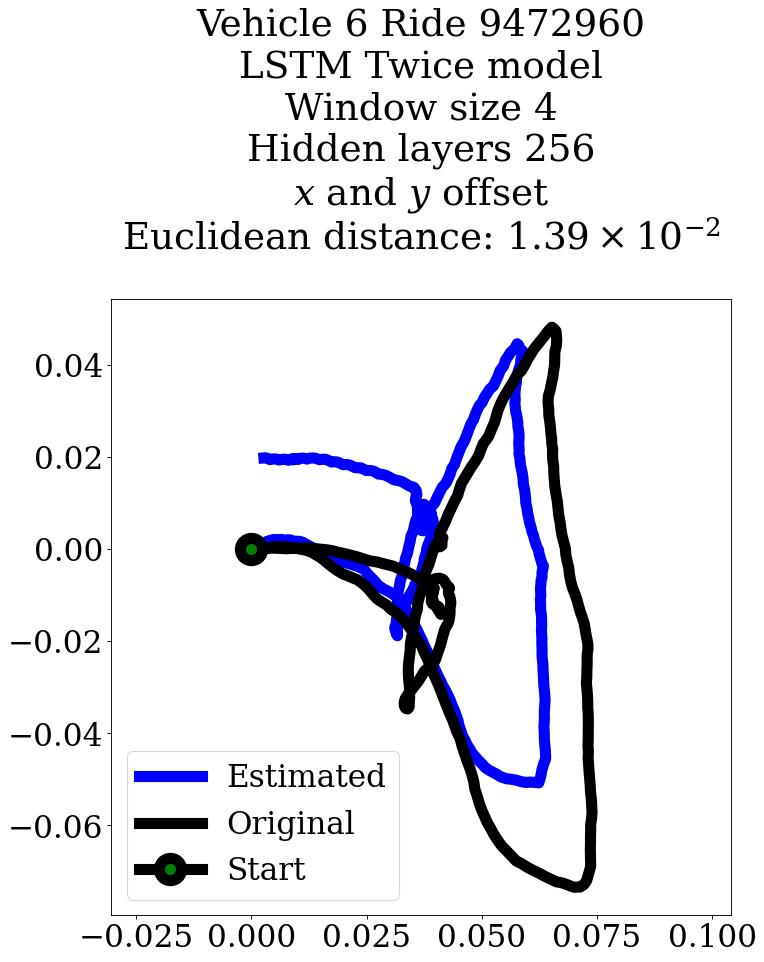 Vehicle 6 Ride 9472960
LSTM Twice model
Window size 4
Hidden layers 256
x and y offset
Euclidean distance: 1.39 × 10⁻²
0.04
0.02
0.00
−0.02
−0.04
−0.06
Estimated
Original
Start
−0.025 0.000 0.025 0.050 0.075 0.100